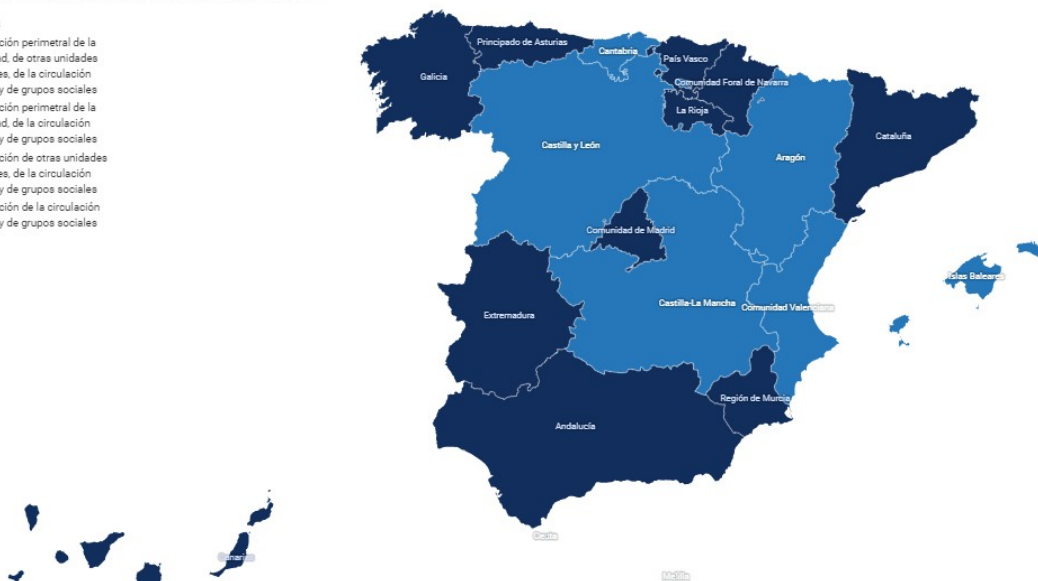 ción perimetral de la
d, de otras unidades
es, de la circulación
y de grupos sociales
ción perimetral de la
d, de la circulación
y de grupos sociales
ción de otras unidades
es, de la circulación
y de grupos sociales
ción de la circulación
y de grupos sociales
Principado de Asturias
Cantabria
País Vasco
Galicia
Comunidad Foral de Navarra
La Rioja
Cataluña
Castilla y León
Aragón
Comunidad de Madrid
Islas Baleares
Castilla-La Mancha
Comunidad Valenciana
Extremadura
Región de Murcia
Andalucía
Ceuta
Canarias
Melilla